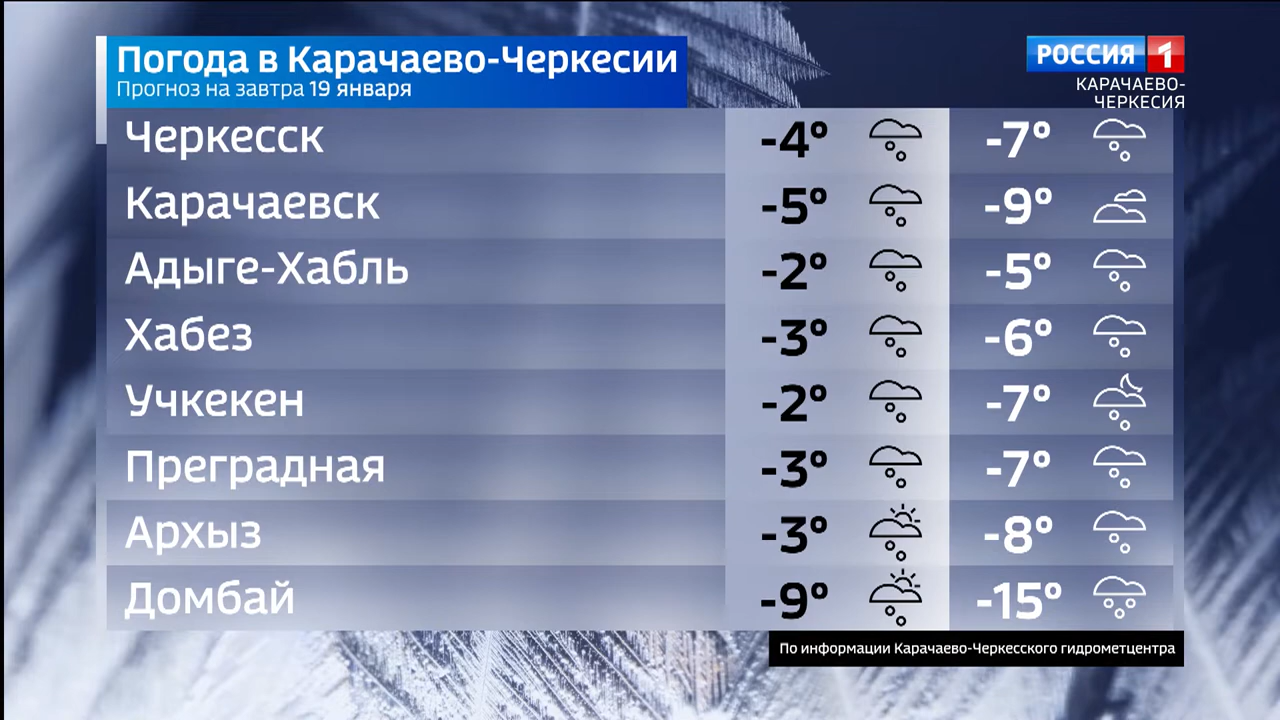 Погода в Карачаево-Черкесии
Прогноз на завтра 19 января
РОССИЯ 1
КАРАЧАЕВО-
ЧЕРКЕСИЯ
Черкесск -4° -7°
Карачаевск -5° -9°
Адыге-Хабль -2° -5°
Хабез -3° -6°
Учкекен -2° -7°
Преградная -3° -7°
Архыз -3° -8°
Домбай -9° -15°
По информации Карачаево-Черкесского гидрометцентра